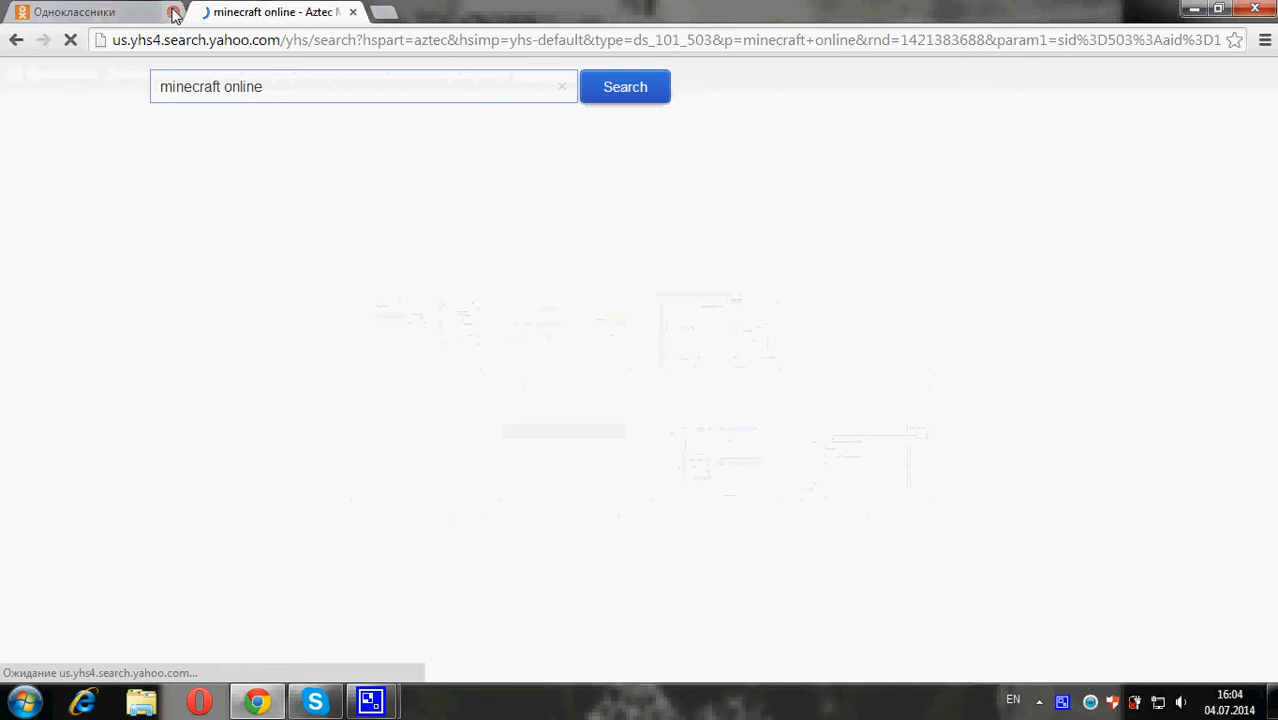 Одноклассники
minecraft online - Aztec M
us.yhs4.search.yahoo.com/yhs/search?hspart=aztec&hsimp=yhs-default&type=ds_101_503&p=minecraft+online&rnd=1421383688&param1=sid%3D503%3Aaid%3D1
minecraft online
Search
Ожидание us.yhs4.search.yahoo.com...
EN
16:04
04.07.2014